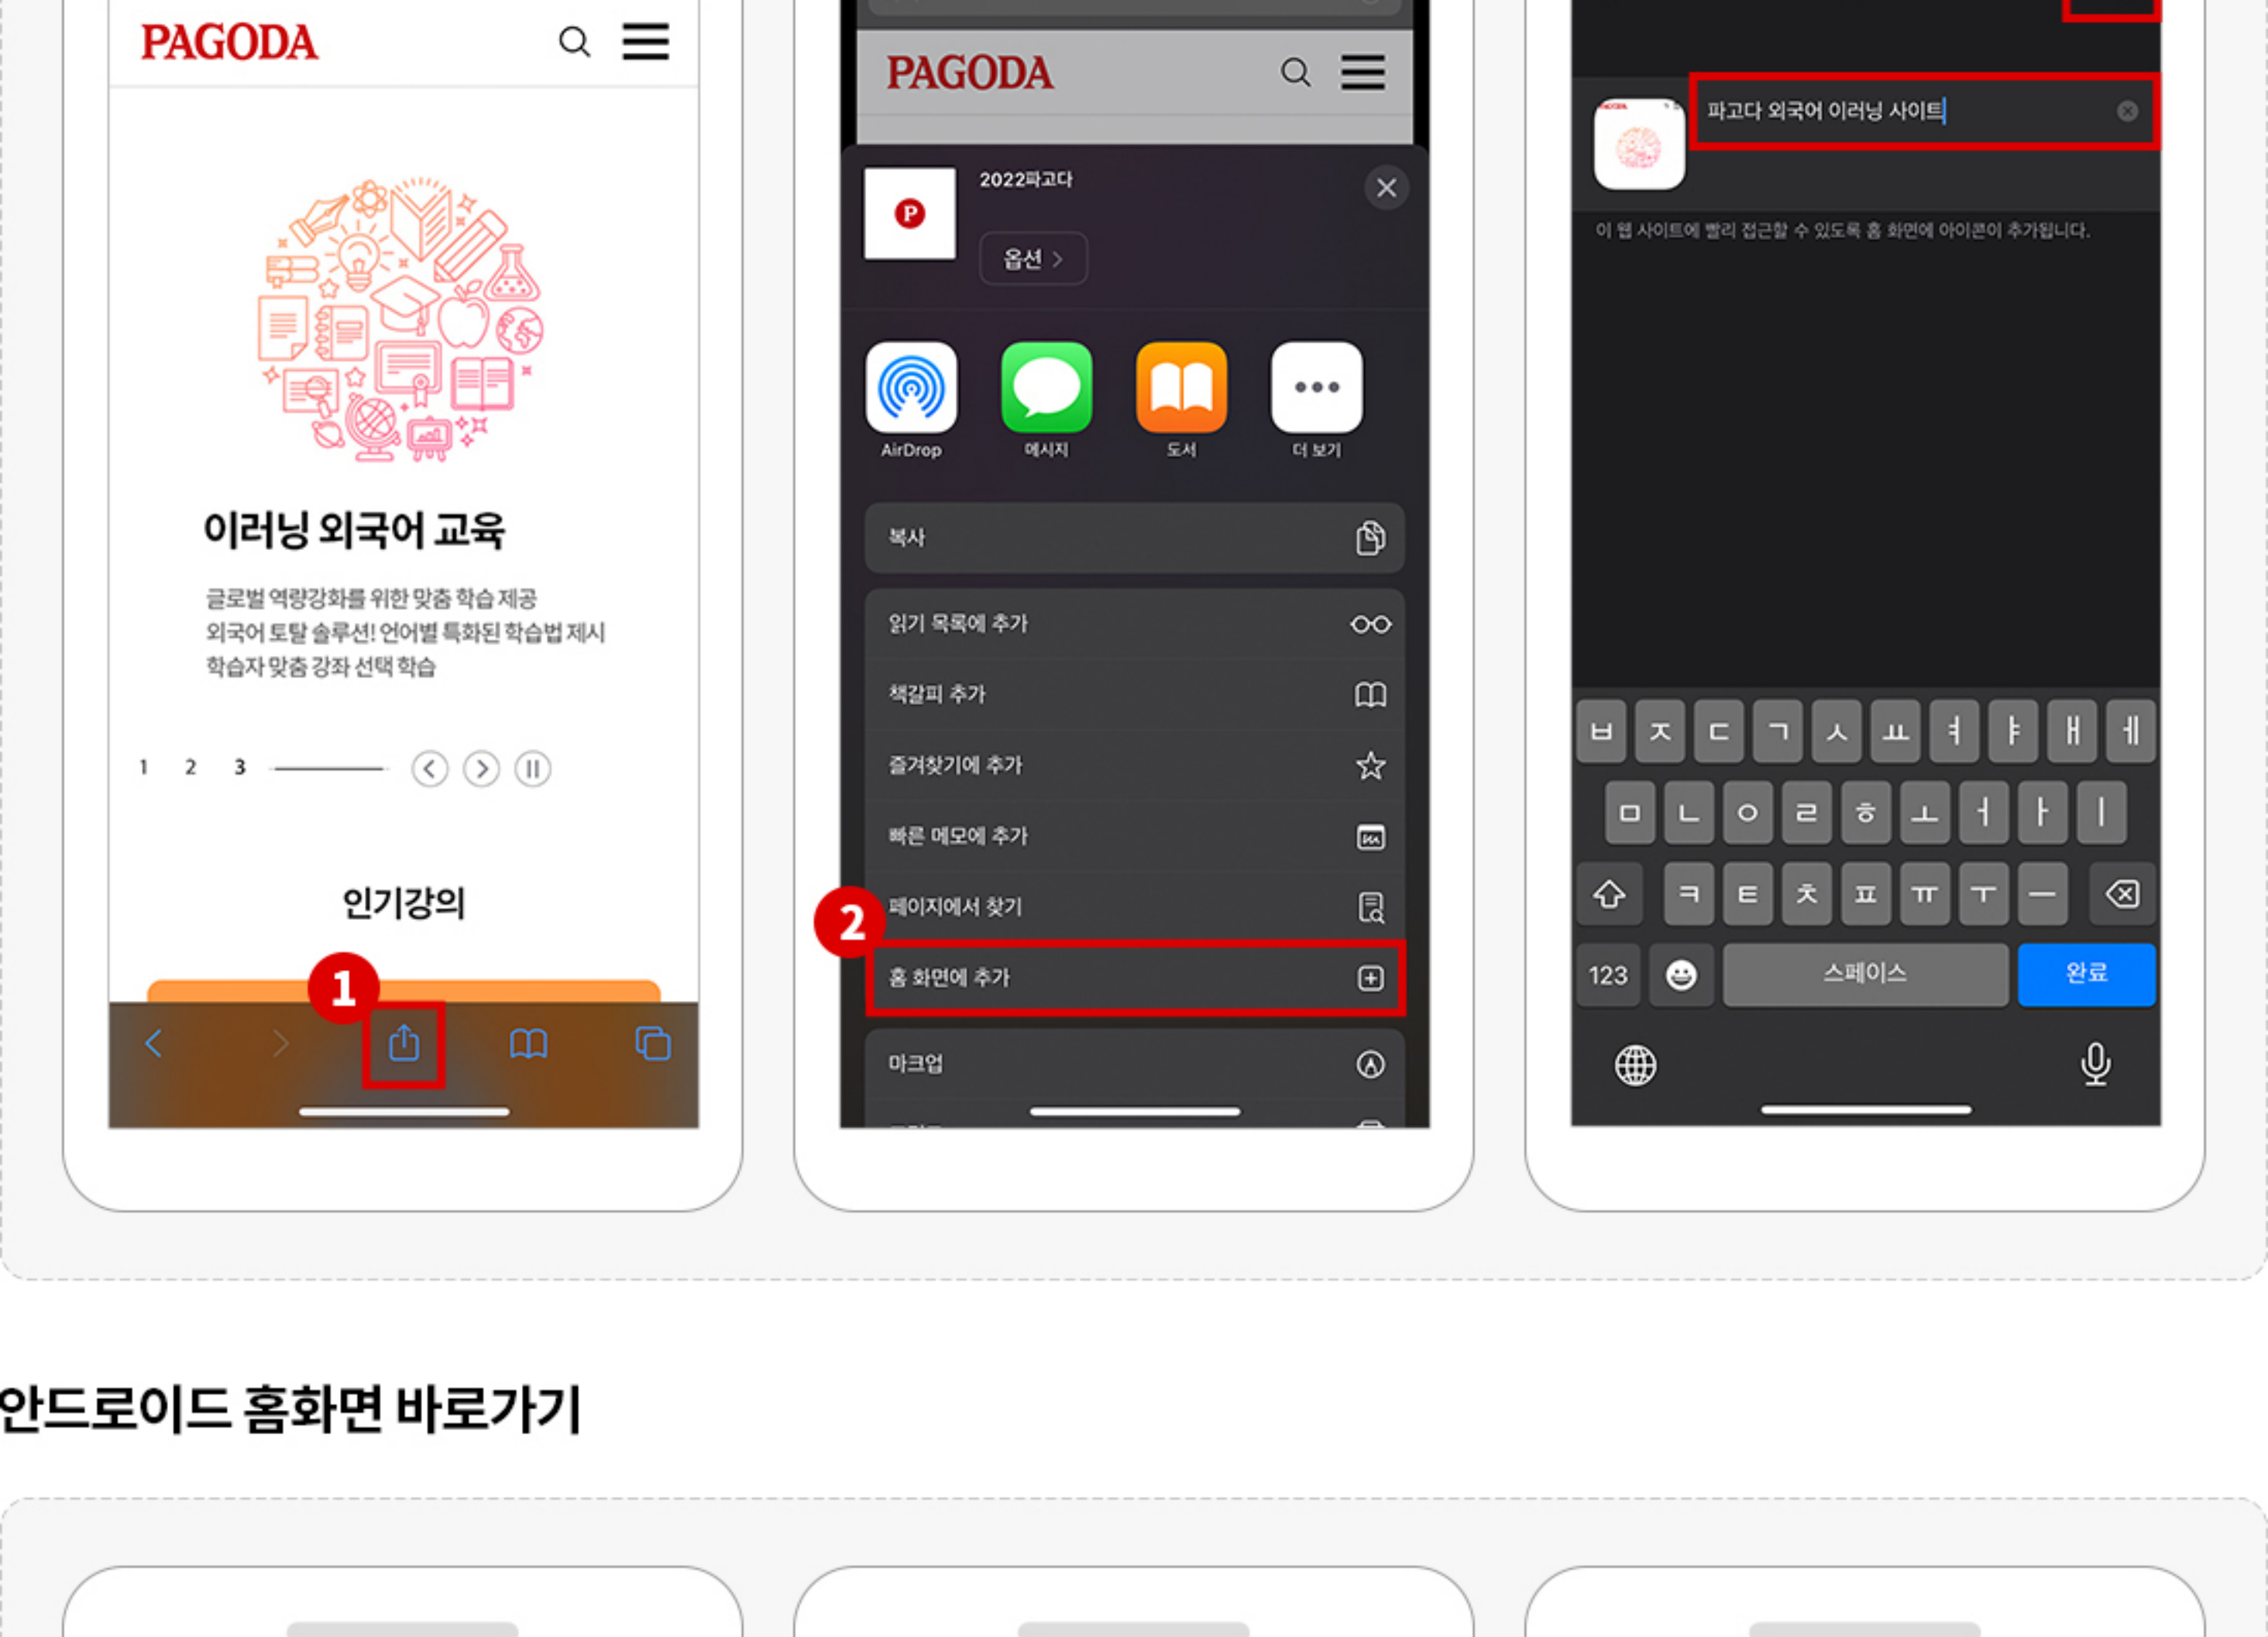 PAGODA
이러닝 외국어 교육
글로벌 역량강화를 위한 맞춤 학습 제공
외국어 토탈 솔루션! 언어별 특화된 학습법 제시
학습자 맞춤 강좌 선택 학습
1 2 3
인기강의
1
PAGODA
2022파고다
옵션
AirDrop 메시지 도서 더 보기
복사
읽기 목록에 추가
책갈피 추가
즐겨찾기에 추가
빠른 메모에 추가
페이지에서 찾기
2
홈 화면에 추가
마크업
파고다 외국어 이러닝 사이트
이 웹 사이트에 빨리 접근할 수 있도록 홈 화면에 아이콘이 추가됩니다.
ㅂ ㅈ ㄷ ㄱ ㅅ ㅛ ㅕ ㅑ ㅐ ㅔ
ㅁ ㄴ ㅇ ㄹ ㅎ ㅗ ㅓ ㅏ ㅣ
ㅋ ㅌ ㅊ ㅍ ㅠ ㅜ ㅡ
123 스페이스 완료
안드로이드 홈화면 바로가기